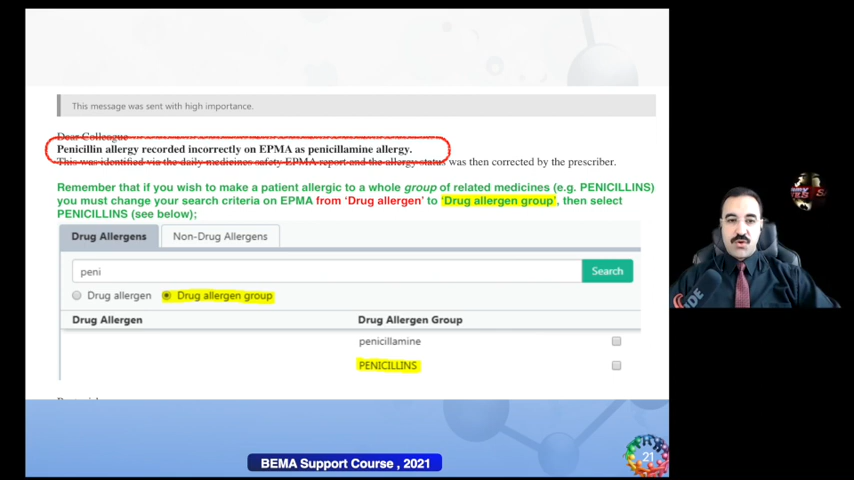 This message was sent with high importance.
Dear Colleague
Penicillin allergy recorded incorrectly on EPMA as penicillamine allergy.
This was identified via the daily medicines safety EPMA report and the allergy status was then corrected by the prescriber.
Remember that if you wish to make a patient allergic to a whole group of related medicines (e.g. PENICILLINS)
you must change your search criteria on EPMA from ‘Drug allergen’ to ‘Drug allergen group’, then select
PENICILLINS (see below);
Drug Allergens Non-Drug Allergens
peni Search
Drug allergen Drug allergen group
Drug Allergen Drug Allergen Group
penicillamine
PENICILLINS
BEMA Support Course , 2021
21